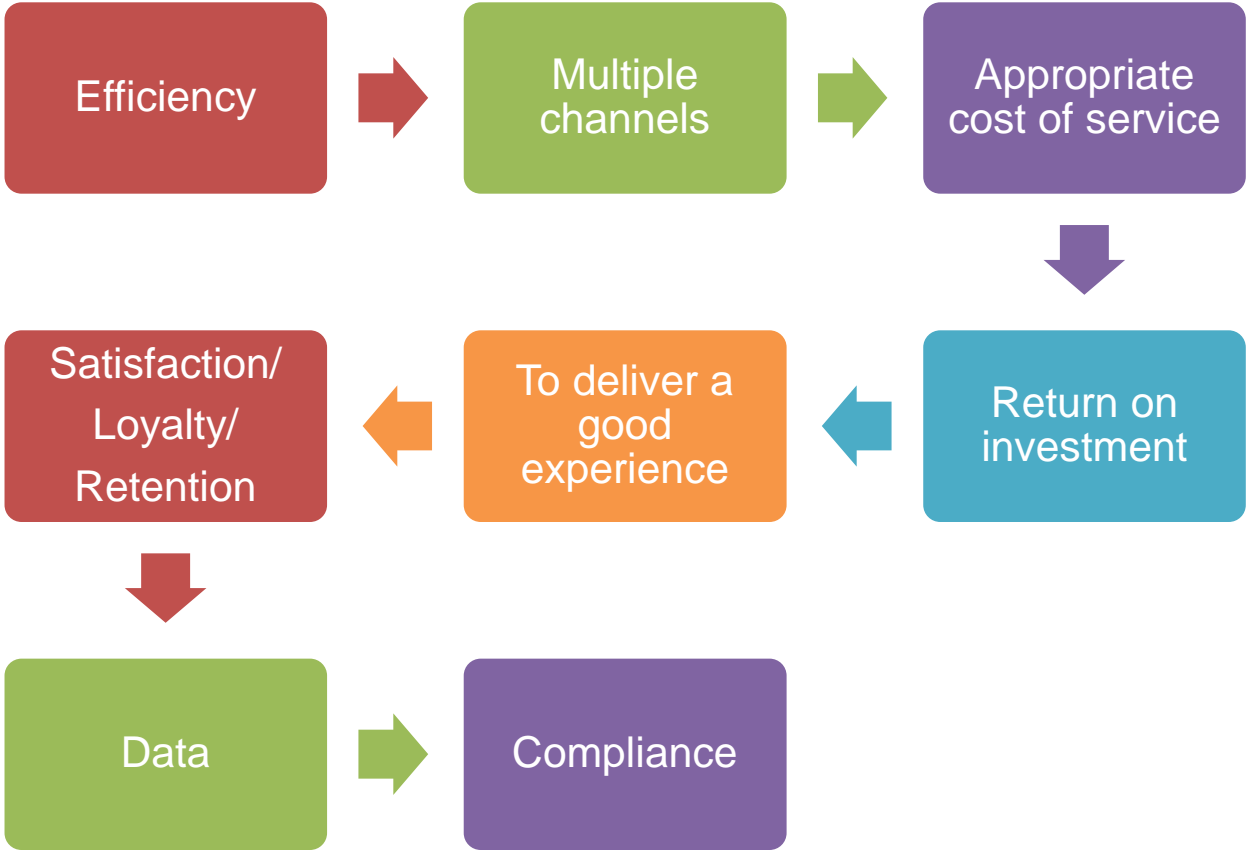 Efficiency
Multiple
channels
Appropriate
cost of service
Return on
investment
To deliver a
good
experience
Satisfaction/
Loyalty/
Retention
Data
Compliance